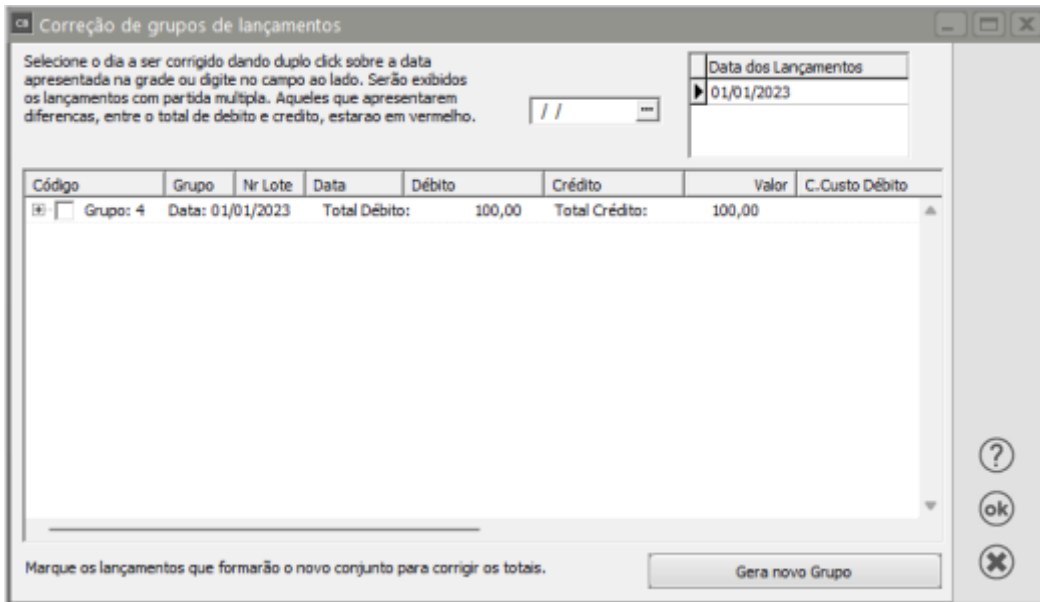 CB Correção de grupos de lançamentos
Selecione o dia a ser corrigido dando duplo click sobre a data
apresentada na grade ou digite no campo ao lado. Serão exibidos
os lançamentos com partida multipla. Aqueles que apresentarem
diferencas, entre o total de debito e credito, estarao em vermelho.
/ /
Data dos Lançamentos
01/01/2023
Código Grupo Nr Lote Data Débito Crédito Valor C.Custo Débito
Grupo: 4 Data: 01/01/2023 Total Débito: 100,00 Total Crédito: 100,00
Marque os lançamentos que formarão o novo conjunto para corrigir os totais.
Gera novo Grupo
?
ok